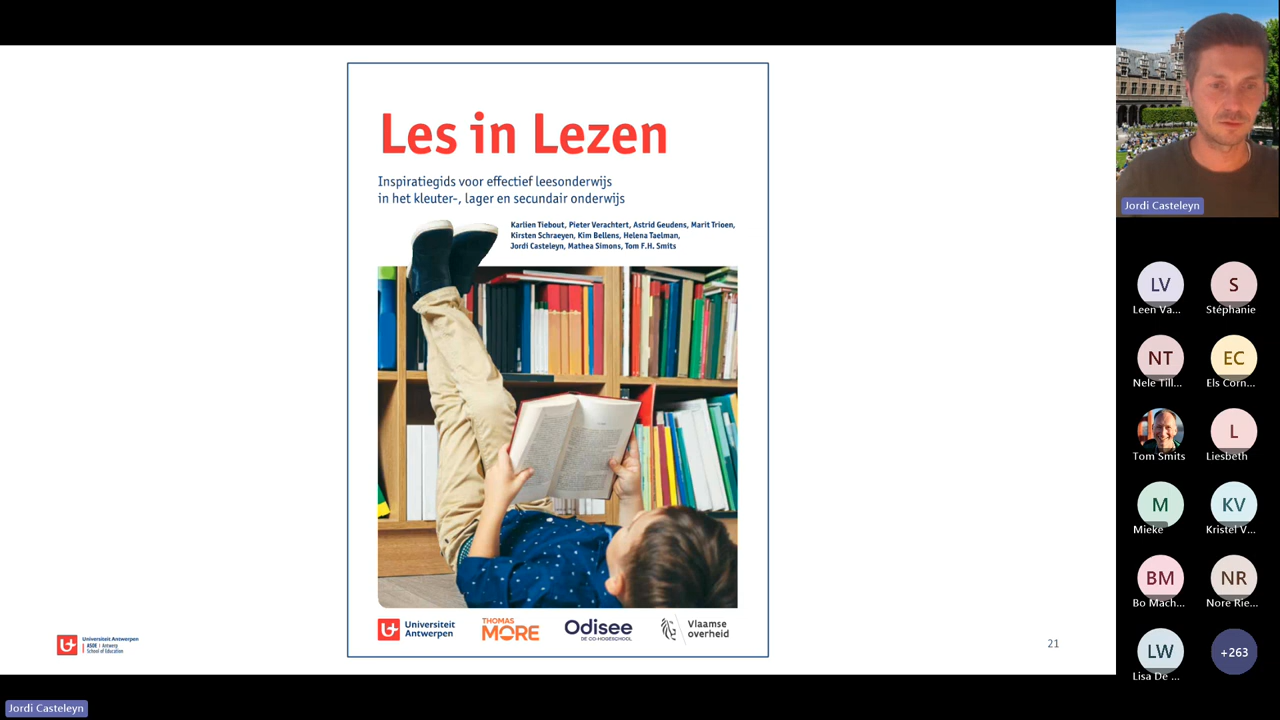 Les in Lezen
Inspiratiegids voor effectief leesonderwijs
in het kleuter-, lager en secundair onderwijs
Karlien Tiebout, Pieter Verachtert, Astrid Geudens, Marit Trioen,
Kirsten Schraeyen, Kim Bellens, Helena Taelman,
Jordi Casteleyn, Mathea Simons, Tom F.H. Smits
Universiteit
Antwerpen
THOMAS
MORE
Odisee
DE CO-HOGESCHOOL
Vlaamse
overheid
Universiteit Antwerpen
ASOE | Antwerp
School of Education
21
Jordi Casteleyn
LV
Leen Va...
S
Stéphanie
NT
Nele Till...
EC
Els Corn...
Tom Smits
L
Liesbeth
M
Mieke
KV
Kristel V...
BM
Bo Mach...
NR
Nore Rie...
LW
Lisa De ...
+263
Jordi Casteleyn